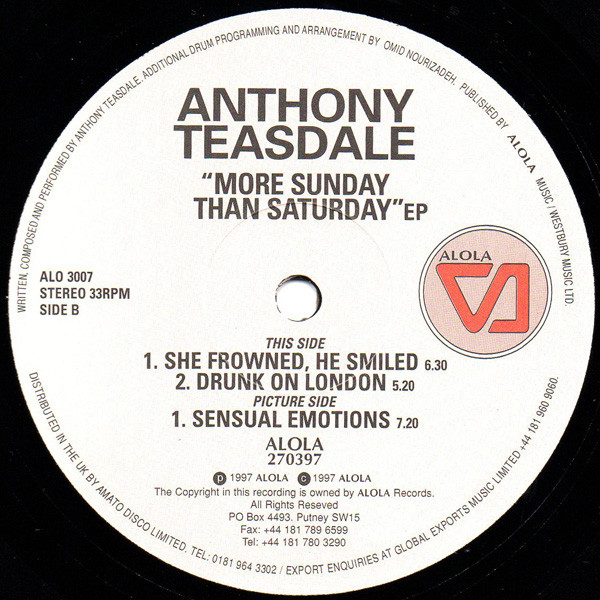 WRITTEN, COMPOSED AND PERFORMED BY ANTHONY TEASDALE. ADDITIONAL DRUM PROGRAMMING AND ARRANGEMENT BY OMID NOURIZADEH. PUBLISHED BY ALOLA MUSIC / WESTBURY MUSIC LTD.
ANTHONY
TEASDALE
"MORE SUNDAY
THAN SATURDAY" EP
ALOLA
ALO 3007
STEREO 33RPM
SIDE B
THIS SIDE
1. SHE FROWNED, HE SMILED 6.30
2. DRUNK ON LONDON 5.20
PICTURE SIDE
1. SENSUAL EMOTIONS 7.20
ALOLA
270397
Ⓟ 1997 ALOLA © 1997 ALOLA
The Copyright in this recording is owned by ALOLA Records.
All Rights Reserved
PO Box 4493. Putney SW15
Fax: +44 181 789 6599
Tel: +44 181 780 3290
DISTRIBUTED IN THE UK BY AMATO DISCO LIMITED. TEL: 0181 964 3302 / EXPORT ENQUIRIES AT GLOBAL EXPORTS MUSIC LIMITED +44 181 960 9060.